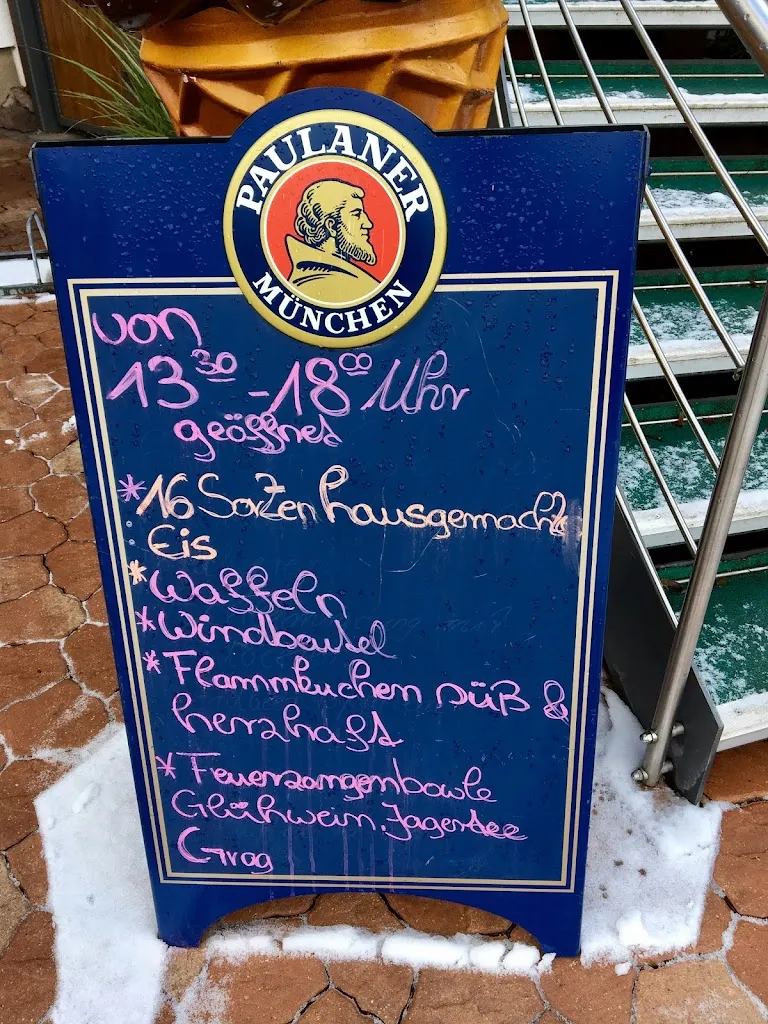 PAULANER
MÜNCHEN
von
13³⁰ - 18⁰⁰ Uhr
geöffnet
* 16 Sorten hausgemacht
Eis
* Waffeln
* Windbeutel
* Flammkuchen süß &
herzhaft
* Feuerzangenbowle
Glühwein, Jagertee
Grog